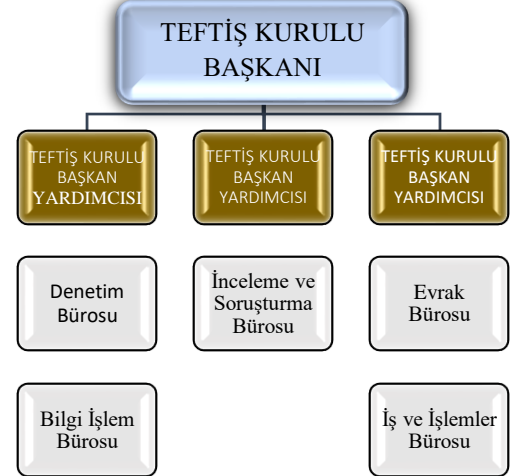 TEFTİŞ KURULU
BAŞKANI
TEFTİŞ KURULU
BAŞKAN
YARDIMCISI
TEFTİŞ KURULU
BAŞKAN
YARDIMCISI
TEFTİŞ KURULU
BAŞKAN
YARDIMCISI
Denetim
Bürosu
İnceleme ve
Soruşturma
Bürosu
Evrak
Bürosu
Bilgi İşlem
Bürosu
İş ve İşlemler
Bürosu